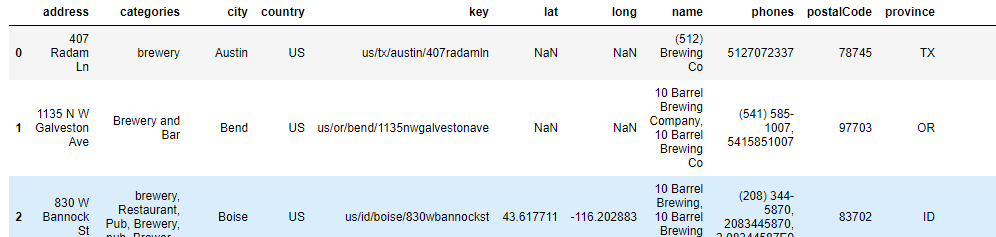 address categories city country key lat long name phones postalCode province
407
(512)
0 Radam brewery Austin US us/tx/austin/407radamln NaN NaN Brewing 5127072337 78745 TX
Ln
Co
10 Barrel
Brewing
1135 N W
(541) 585-
1 Galveston Brewery and Bar Bend US us/or/bend/1135nwgalvestonave NaN NaN Company, 10 Barrel 1007, 5415851007 97703 OR
Ave
Brewing
Co
10 Barrel
brewery,
(208) 344-
830 W
Restaurant,
Brewing,
5870,
2 Bannock Pub, Brewery, Boise US us/id/boise/830wbannockst 43.617711 -116.202883 10 Barrel 2083445870, 83702 ID
St
Brewing